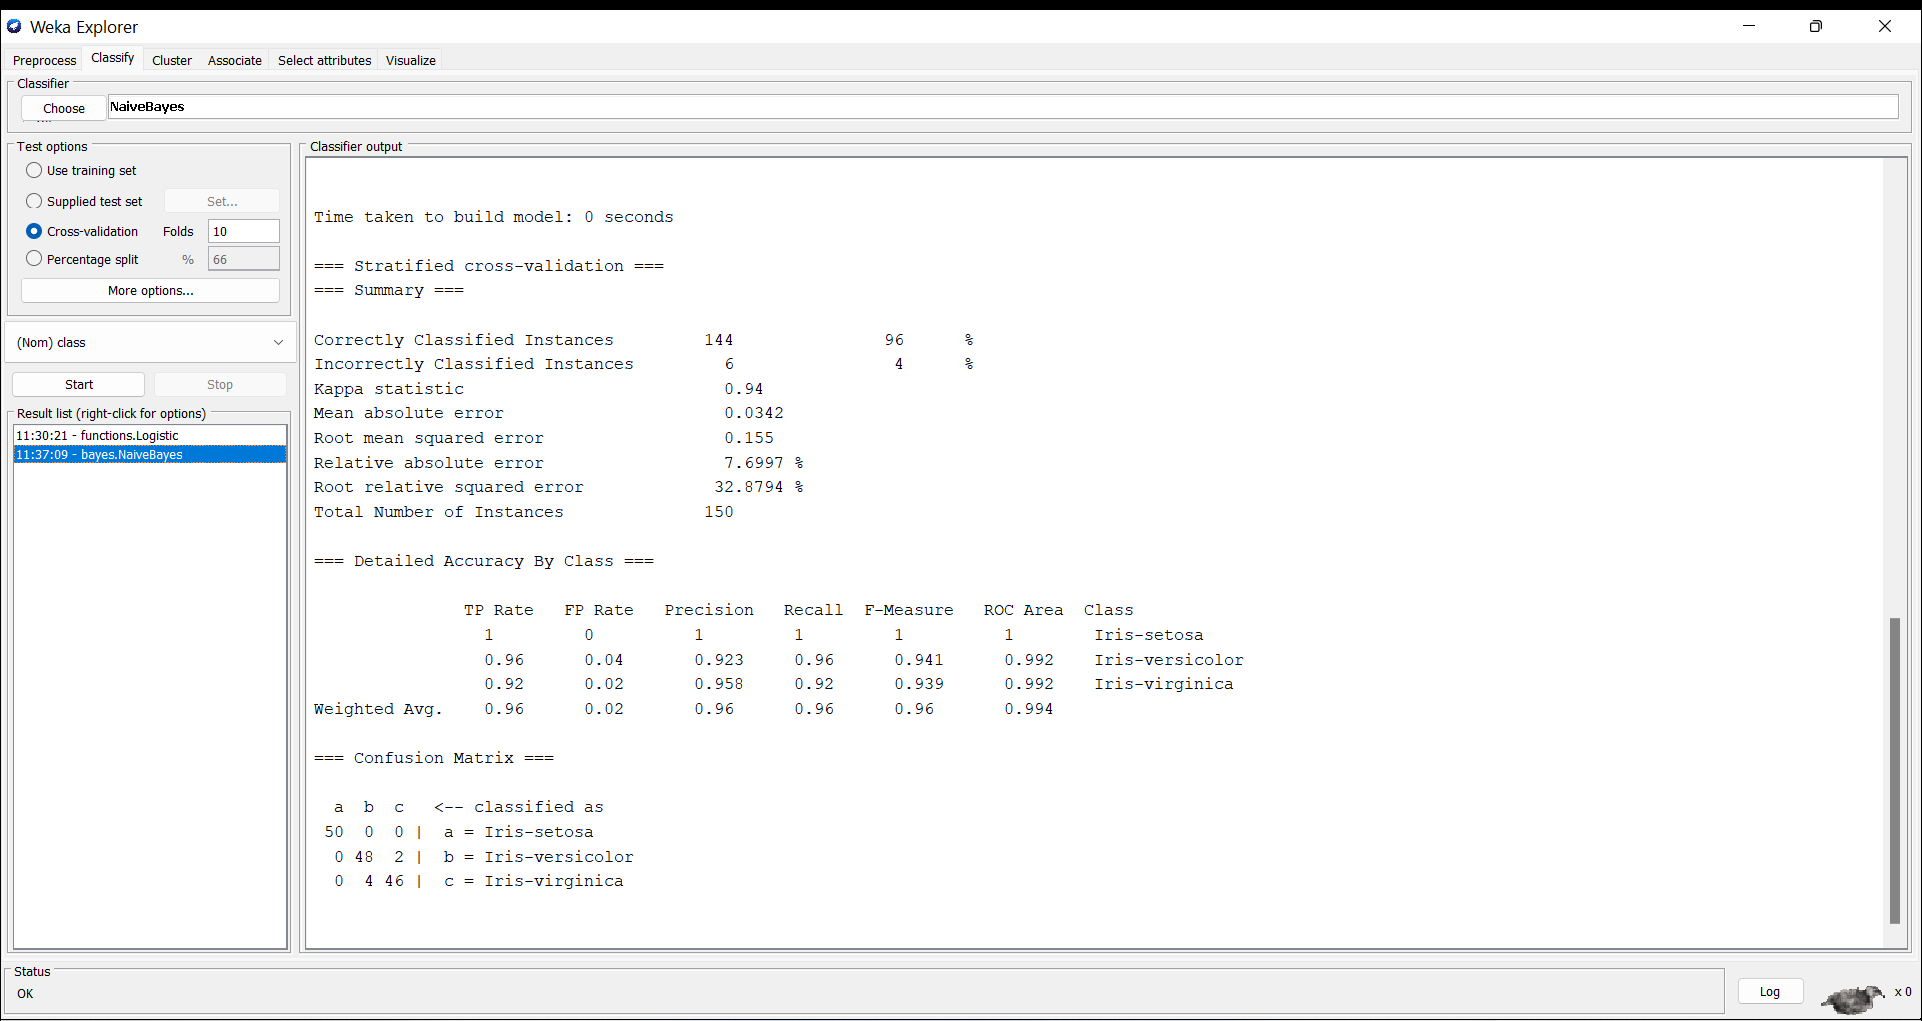 Weka Explorer
Preprocess Classify Cluster Associate Select attributes Visualize
Classifier
Choose NaiveBayes
Test options
Use training set
Supplied test set Set...
Cross-validation Folds 10
Percentage split % 66
More options...
(Nom) class
Start Stop
Result list (right-click for options)
11:30:21 - functions.Logistic
11:37:09 - bayes.NaiveBayes
Classifier output
Time taken to build model: 0 seconds
=== Stratified cross-validation ===
=== Summary ===
Correctly Classified Instances 144 96 %
Incorrectly Classified Instances 6 4 %
Kappa statistic 0.94
Mean absolute error 0.0342
Root mean squared error 0.155
Relative absolute error 7.6997 %
Root relative squared error 32.8794 %
Total Number of Instances 150
=== Detailed Accuracy By Class ===
TP Rate FP Rate Precision Recall F-Measure ROC Area Class
1 0 1 1 1 1 Iris-setosa
0.96 0.04 0.923 0.96 0.941 0.992 Iris-versicolor
0.92 0.02 0.958 0.92 0.939 0.992 Iris-virginica
Weighted Avg. 0.96 0.02 0.96 0.96 0.96 0.994
=== Confusion Matrix ===
a b c <-- classified as
50 0 0 | a = Iris-setosa
0 48 2 | b = Iris-versicolor
0 4 46 | c = Iris-virginica
Status
OK
Log x 0